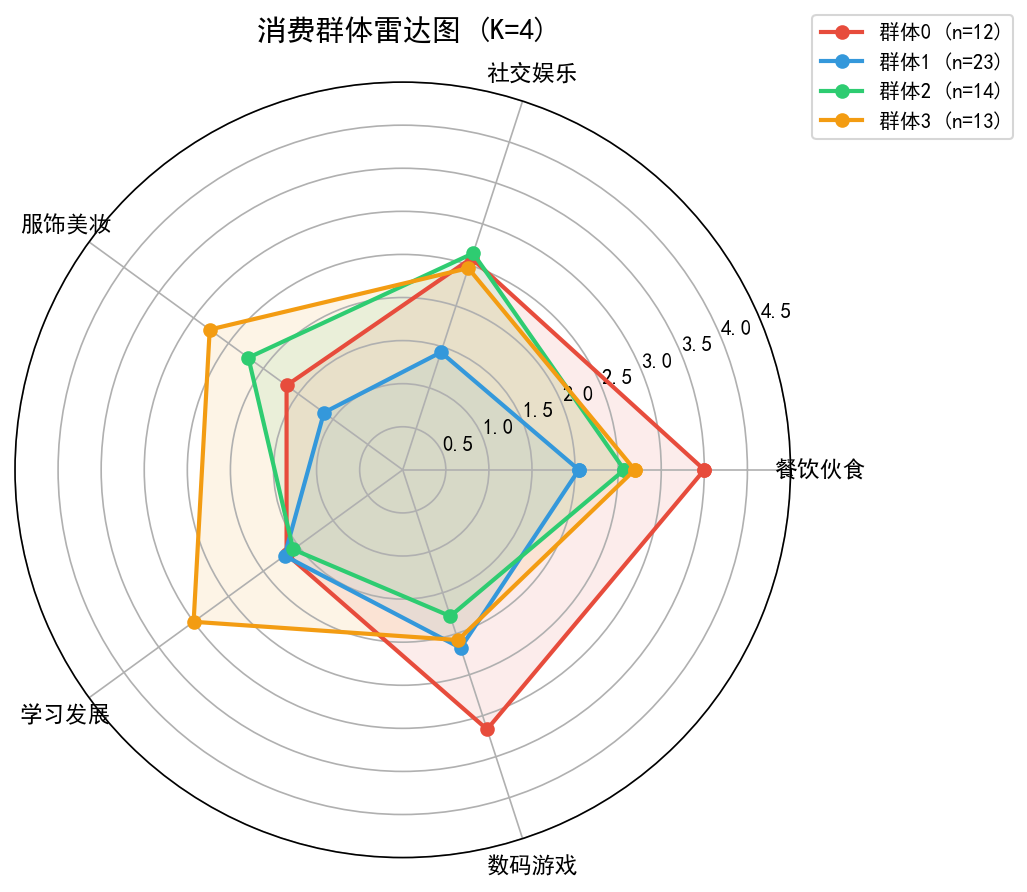 消费群体雷达图 (K=4)
群体0 (n=12)
群体1 (n=23)
群体2 (n=14)
群体3 (n=13)
社交娱乐
服饰美妆
餐饮伙食
学习发展
数码游戏
0.5
1.0
1.5
2.0
2.5
3.0
3.5
4.0
4.5